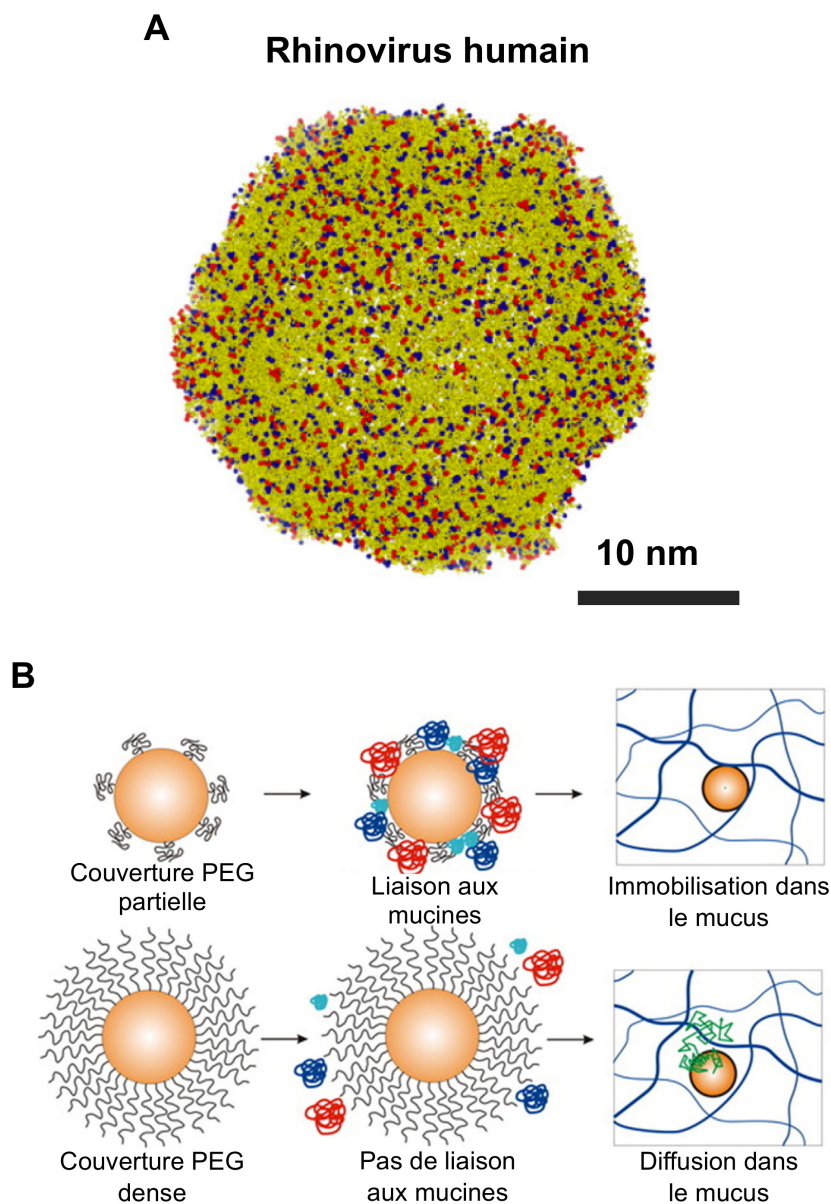 A
Rhinovirus humain
10 nm
B
Couverture PEG
partielle
Liaison aux
mucines
Immobilisation dans
le mucus
Couverture PEG
dense
Pas de liaison
aux mucines
Diffusion dans
le mucus